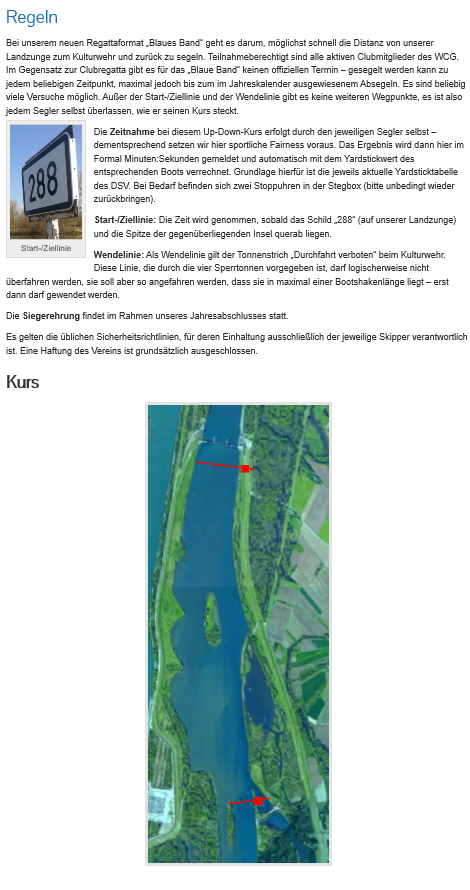 Regeln
Bei unserem neuen Regattaformat „Blaues Band“ geht es darum, möglichst schnell die Distanz von unserer
Landzunge zum Kulturwehr und zurück zu segeln. Teilnahmeberechtigt sind alle aktiven Clubmitglieder des WCG.
Im Gegensatz zur Clubregatta gibt es für das „Blaue Band“ keinen offiziellen Termin – gesegelt werden kann zu
jedem beliebigen Zeitpunkt, maximal jedoch bis zum im Jahreskalender ausgewiesenem Absegeln. Es sind beliebig
viele Versuche möglich. Außer der Start-/Ziellinie und der Wendelinie gibt es keine weiteren Wegpunkte, es ist also
jedem Segler selbst überlassen, wie er seinen Kurs steckt.
288
Start-/Ziellinie
Die Zeitnahme bei diesem Up-Down-Kurs erfolgt durch den jeweiligen Segler selbst –
dementsprechend setzen wir hier sportliche Fairness voraus. Das Ergebnis wird dann hier im
Formal Minuten:Sekunden gemeldet und automatisch mit dem Yardstickwert des
entsprechenden Boots verrechnet. Grundlage hierfür ist die jeweils aktuelle Yardsticktabelle
des DSV. Bei Bedarf befinden sich zwei Stoppuhren in der Stegbox (bitte unbedingt wieder
zurückbringen).
Start-/Ziellinie: Die Zeit wird genommen, sobald das Schild „288“ (auf unserer Landzunge)
und die Spitze der gegenüberliegenden Insel querab liegen.
Wendelinie: Als Wendelinie gilt der Tonnenstrich „Durchfahrt verboten“ beim Kulturwehr.
Diese Linie, die durch die vier Sperrtonnen vorgegeben ist, darf logischerweise nicht
überfahren werden, sie soll aber so angefahren werden, dass sie in maximal einer Bootshakenlänge liegt – erst
dann darf gewendet werden.
Die Siegerehrung findet im Rahmen unseres Jahresabschlusses statt.
Es gelten die üblichen Sicherheitsrichtlinien, für deren Einhaltung ausschließlich der jeweilige Skipper verantwortlich
ist. Eine Haftung des Vereins ist grundsätzlich ausgeschlossen.
Kurs